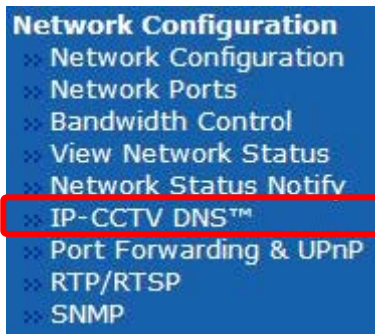 Network Configuration
» Network Configuration
» Network Ports
» Bandwidth Control
» View Network Status
» Network Status Notify
» IP-CCTV DNS™
» Port Forwarding & UPnP
» RTP/RTSP
» SNMP